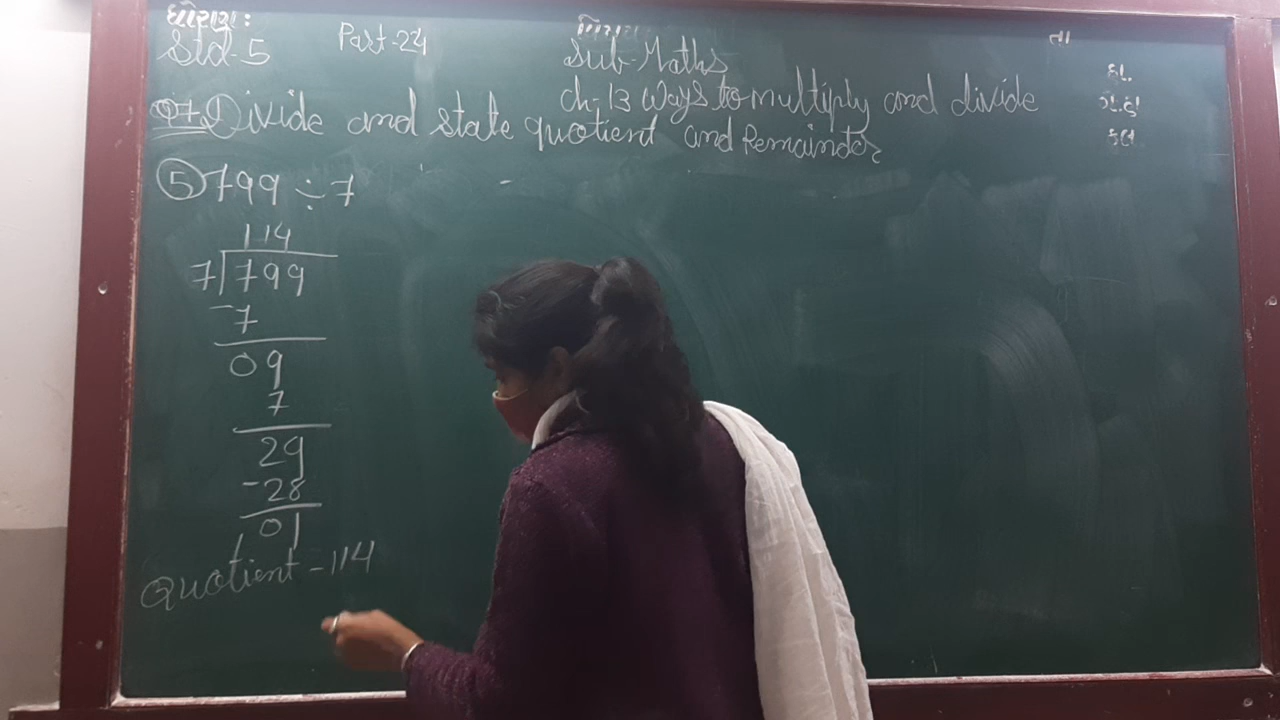 ધોરણ:
Std-5 Part-24 Sub-Maths
Ch-13 Ways to multiply and divide
Q7. Divide and state quotient and Remainder
⑤ 799 ÷ 7
114
7 799
-7
09
7
29
-28
01
Quotient - 114
તા